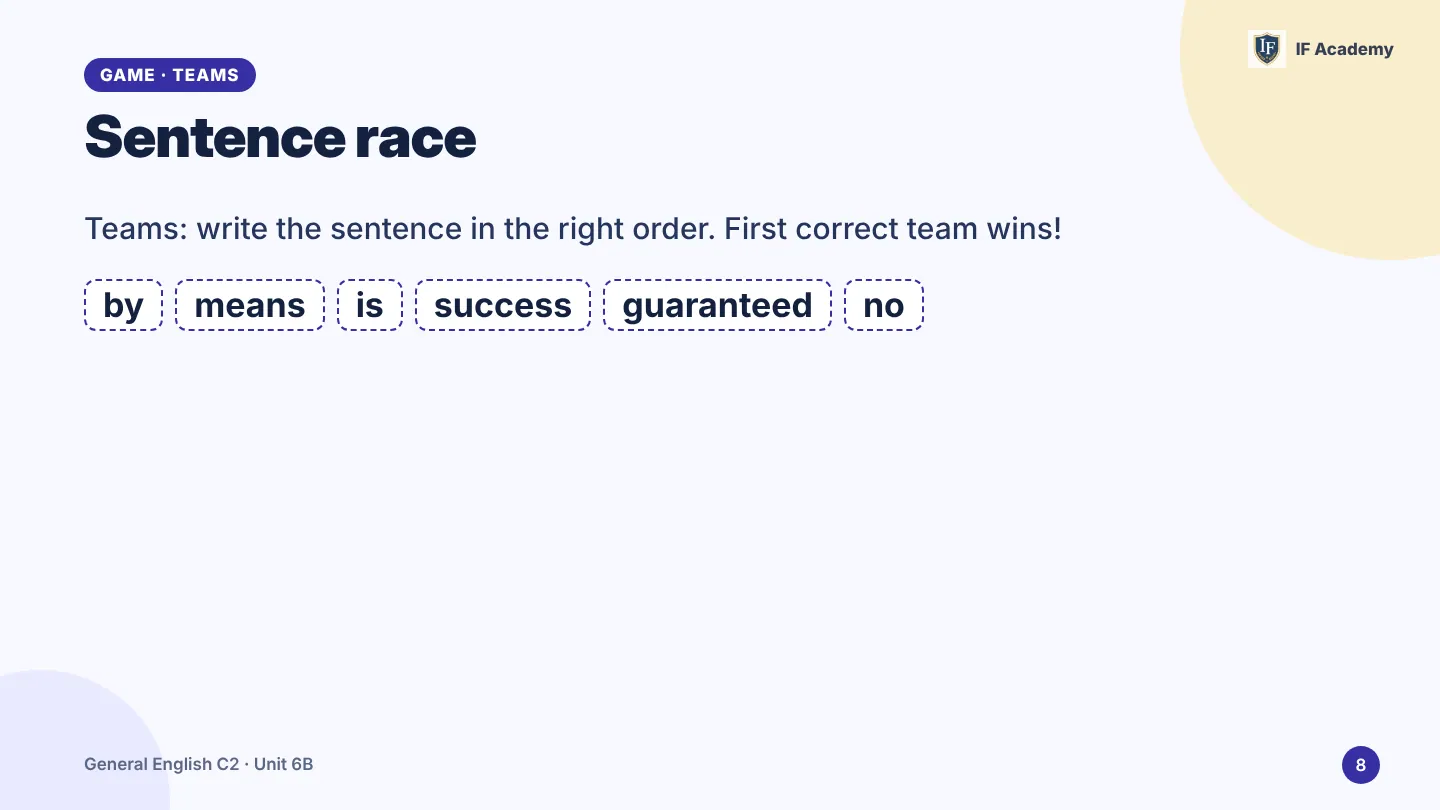 IF
IF Academy
GAME · TEAMS
Sentence race
Teams: write the sentence in the right order. First correct team wins!
by means is success guaranteed no
General English C2 · Unit 6B
8